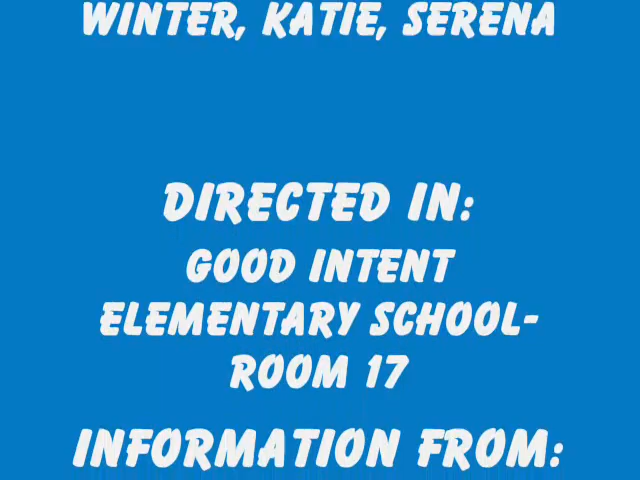 WINTER, KATIE, SERENA
DIRECTED IN:
GOOD INTENT
ELEMENTARY SCHOOL-
ROOM 17
INFORMATION FROM: